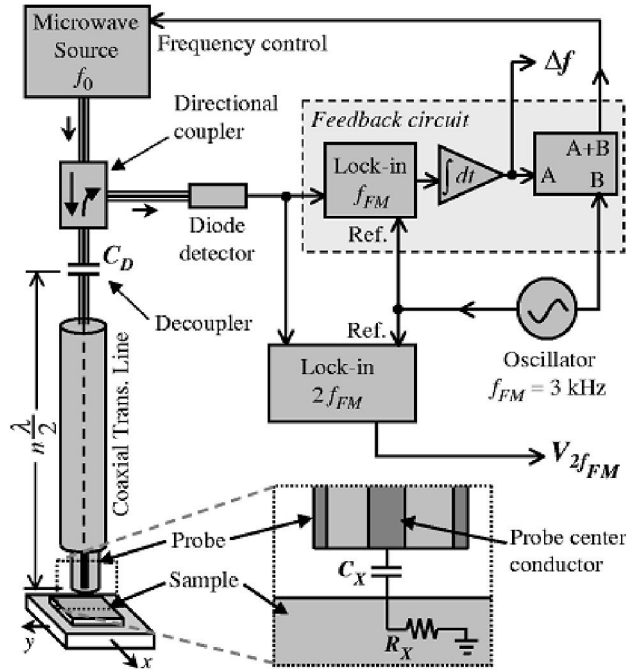 Microwave
Source
f0
Frequency control
Δf
Directional
coupler
Feedback circuit
Lock-in
fFM
∫ dt
A+B
A
B
Diode
detector
Ref.
CD
Decoupler
Ref.
Oscillator
fFM = 3 kHz
Lock-in
2 fFM
V2fFM
n λ/2
Coaxial Trans. Line
Probe
Sample
Probe center
conductor
CX
RX
y
x